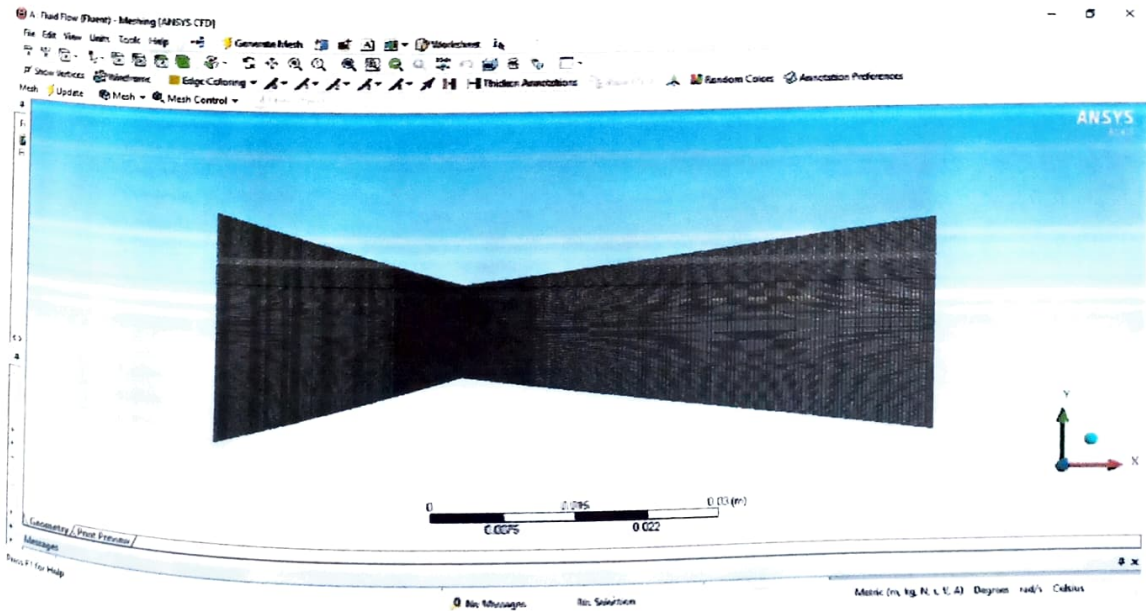 A : Fluid Flow (Fluent) - Meshing [ANSYS CFD]
File Edit View Units Tools Help Generate Mesh Worksheet
Show Vertices Wireframe Edge Coloring Thicken Annotations Random Colors Annotation Preferences
Mesh Update Mesh Mesh Control
ANSYS
Y
X
0 0.015 0.03 (m)
0.0075 0.022
Geometry Print Preview
Messages
Press F1 for Help
No Messages No Selection Metric (m, kg, N, s, V, A) Degrees rad/s Celsius